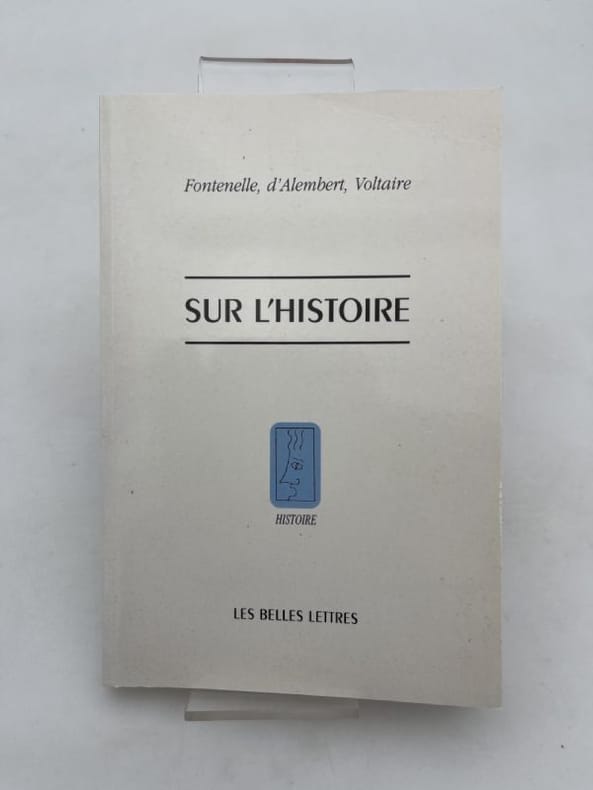 Fontenelle, d'Alembert, Voltaire
SUR L'HISTOIRE
HISTOIRE
LES BELLES LETTRES